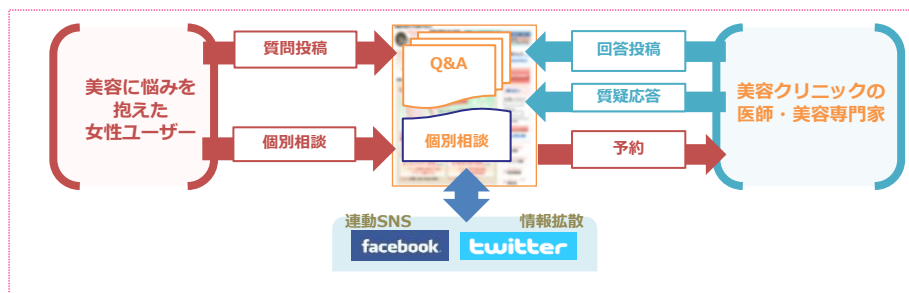 美容に悩みを
抱えた
女性ユーザー
質問投稿
個別相談
Q&A
個別相談
回答投稿
質疑応答
予約
美容クリニックの
医師・美容専門家
連動SNS
情報拡散
facebook.
twitter